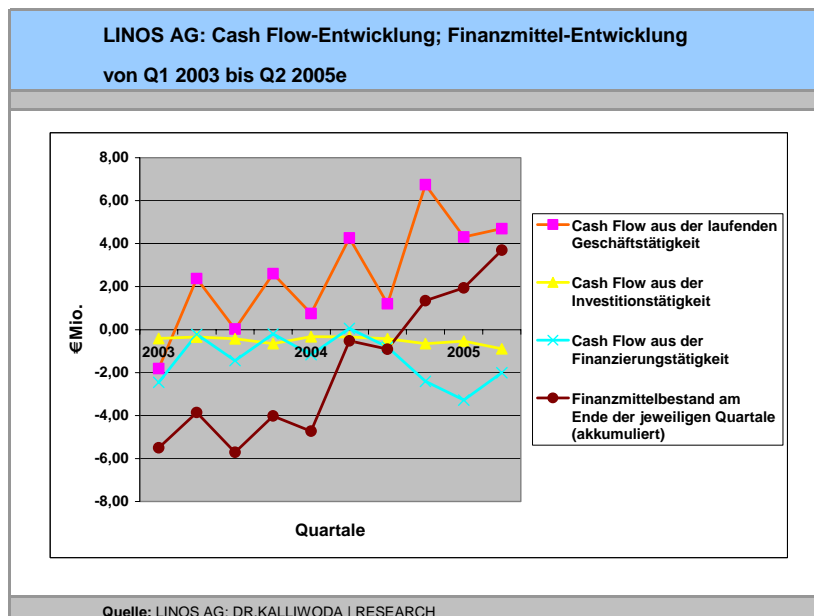 LINOS AG: Cash Flow-Entwicklung; Finanzmittel-Entwicklung
von Q1 2003 bis Q2 2005e
8,00
6,00
4,00
2,00
0,00
-2,00
-4,00
-6,00
-8,00
€Mio.
2003
2004
2005
Quartale
Cash Flow aus der laufenden
Geschäftstätigkeit
Cash Flow aus der
Investitionstätigkeit
Cash Flow aus der
Finanzierungstätigkeit
Finanzmittelbestand am
Ende der jeweiligen Quartale
(akkumuliert)
Quelle: LINOS AG; DR.KALLIWODA | RESEARCH